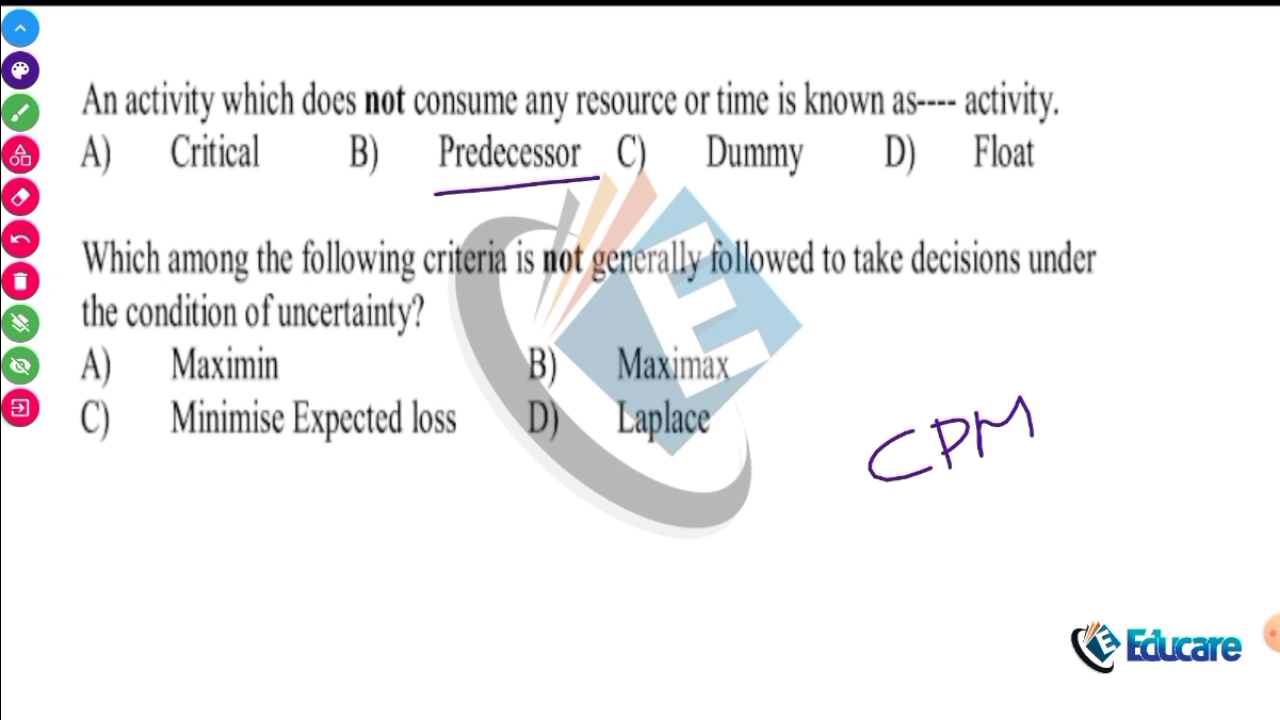 An activity which does not consume any resource or time is known as---- activity.
A) Critical B) Predecessor C) Dummy D) Float
Which among the following criteria is not generally followed to take decisions under
the condition of uncertainty?
A) Maximin B) Maximax
C) Minimise Expected loss D) Laplace
CPM
E
E Educare